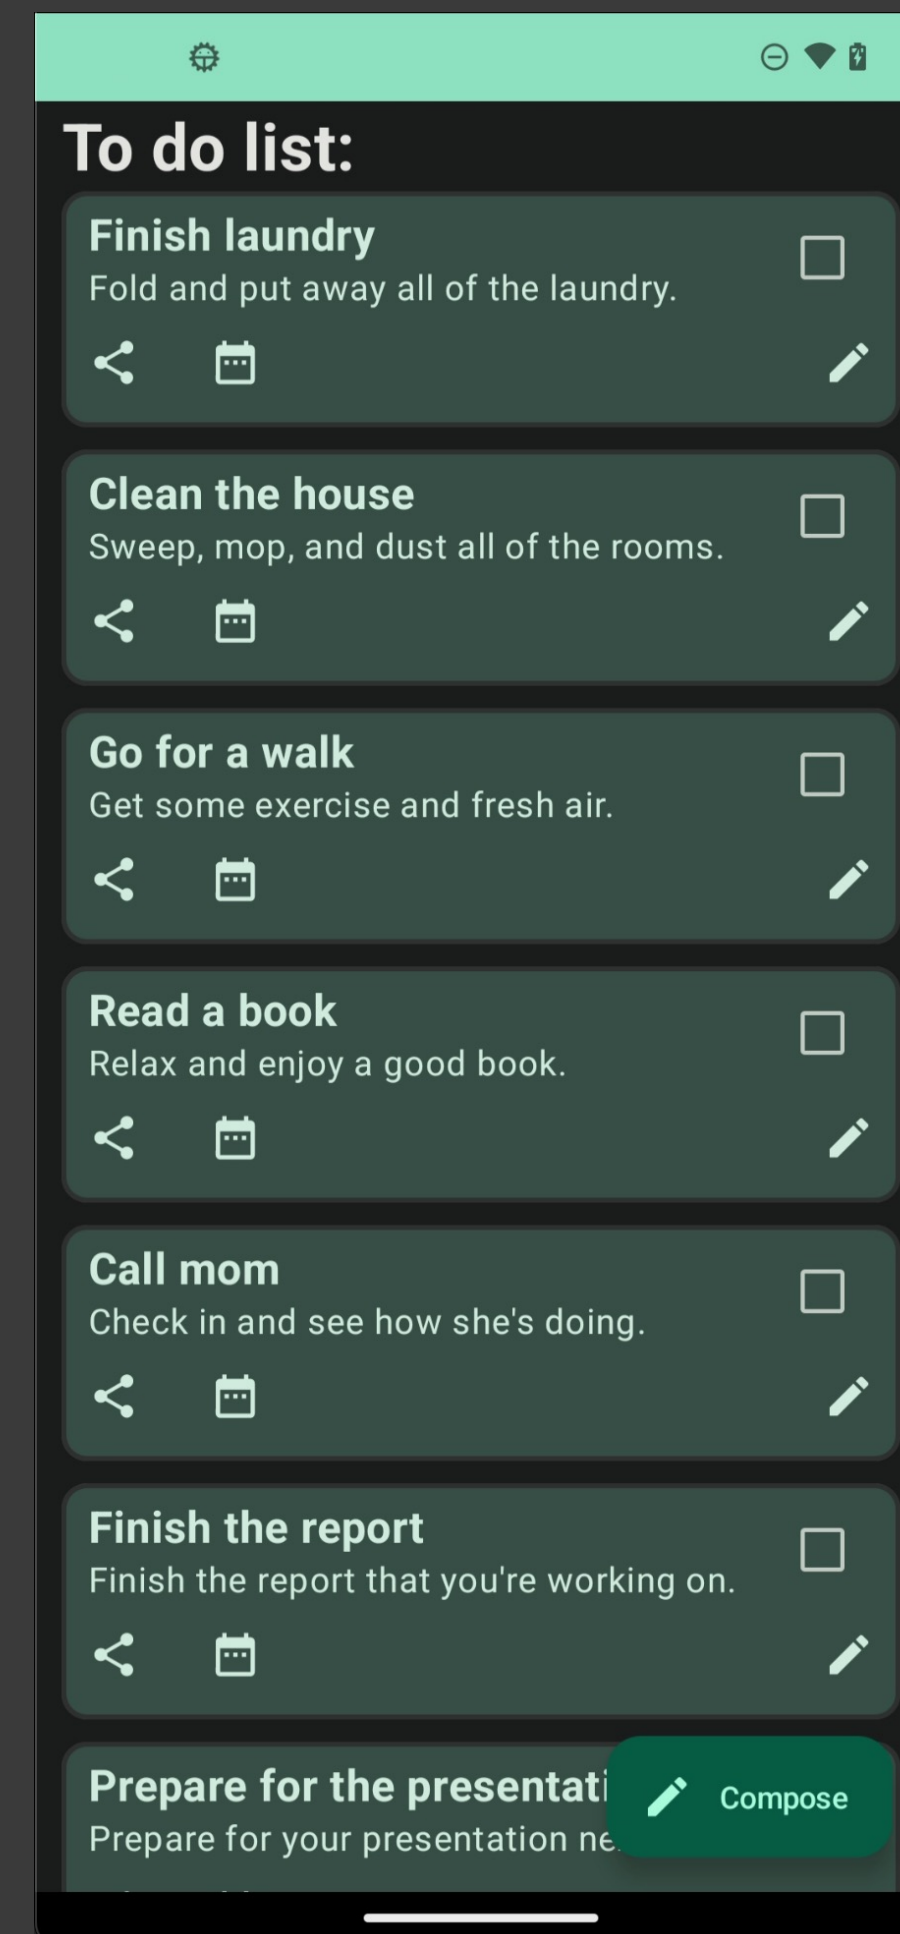 To do list:
Finish laundry
Fold and put away all of the laundry.
Clean the house
Sweep, mop, and dust all of the rooms.
Go for a walk
Get some exercise and fresh air.
Read a book
Relax and enjoy a good book.
Call mom
Check in and see how she's doing.
Finish the report
Finish the report that you're working on.
Prepare for the
Prepare for your presentation
Compose